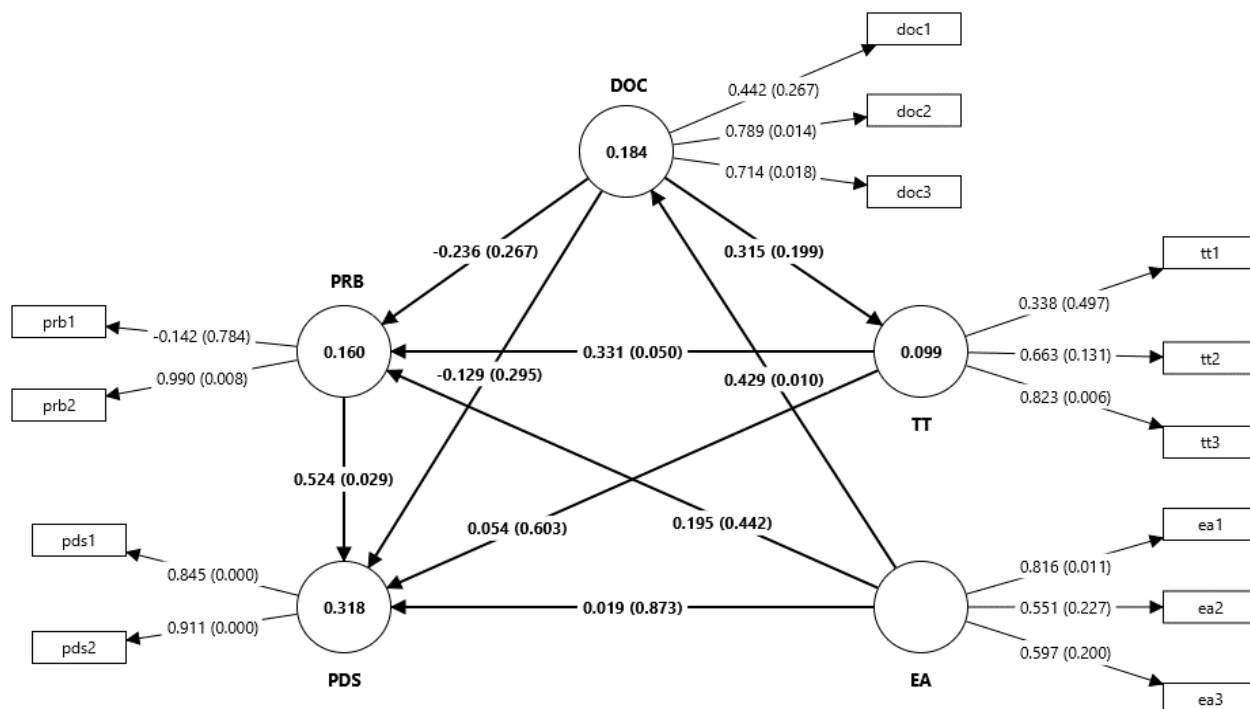 doc1
DOC
0.442 (0.267)
doc2
0.789 (0.014)
0.184
0.714 (0.018)
doc3
-0.236 (0.267)
0.315 (0.199)
tt1
PRB
0.338 (0.497)
prb1
-0.142 (0.784)
0.160
0.331 (0.050)
0.099
0.663 (0.131)
tt2
-0.129 (0.295)
0.429 (0.010)
0.990 (0.008)
prb2
0.823 (0.006)
TT
tt3
0.524 (0.029)
0.054 (0.603)
0.195 (0.442)
ea1
pds1
0.816 (0.011)
0.845 (0.000)
0.318
0.019 (0.873)
0.551 (0.227)
ea2
0.911 (0.000)
pds2
0.597 (0.200)
PDS
EA
ea3